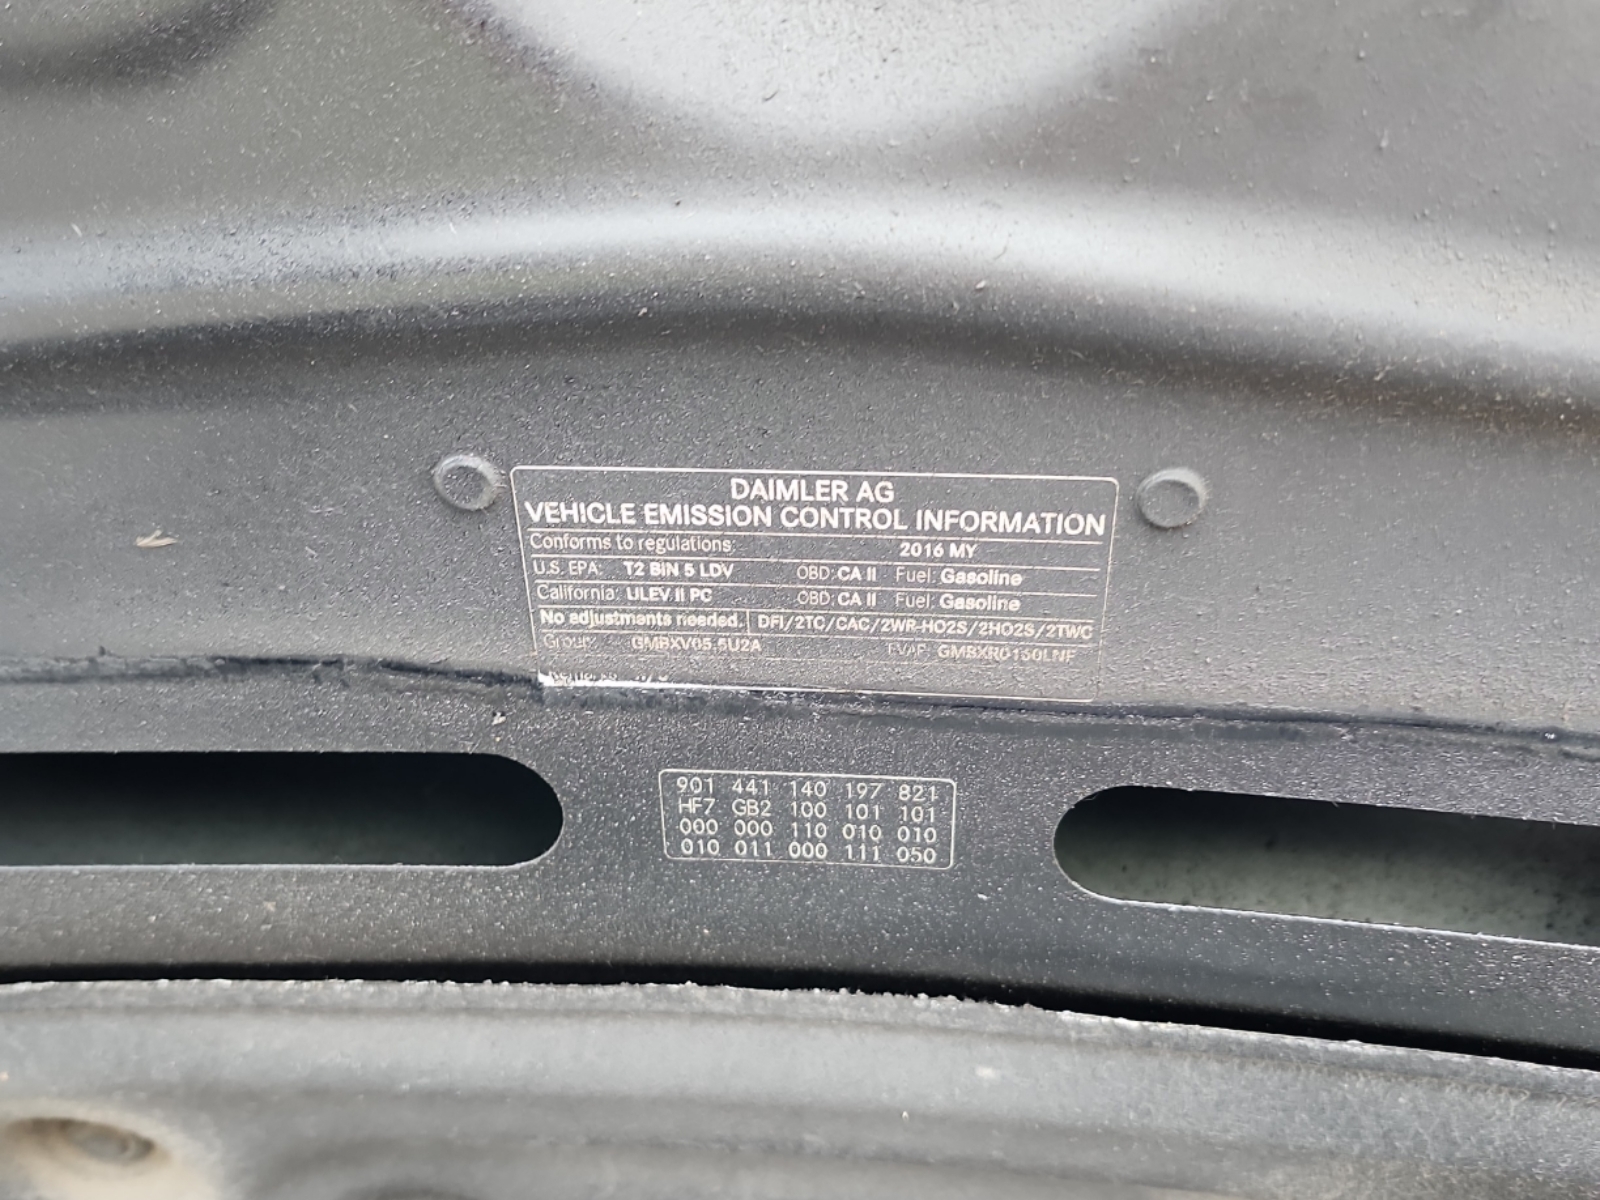 DAIMLER AG
VEHICLE EMISSION CONTROL INFORMATION
Conforms to regulations: 2016 MY
U.S. EPA: T2 BIN 5 LDV OBD: CA II Fuel: Gasoline
California: ULEV II PC OBD: CA II Fuel: Gasoline
No adjustments needed. DFI/2TC/CAC/2WR-HO2S/2HO2S/2TWC
Group: GMBXV05.5U2A EVAP: GMBXR0150LNF
901 441 140 197 821
HF7 GB2 100 101 101
000 000 110 010 010
010 011 000 111 050